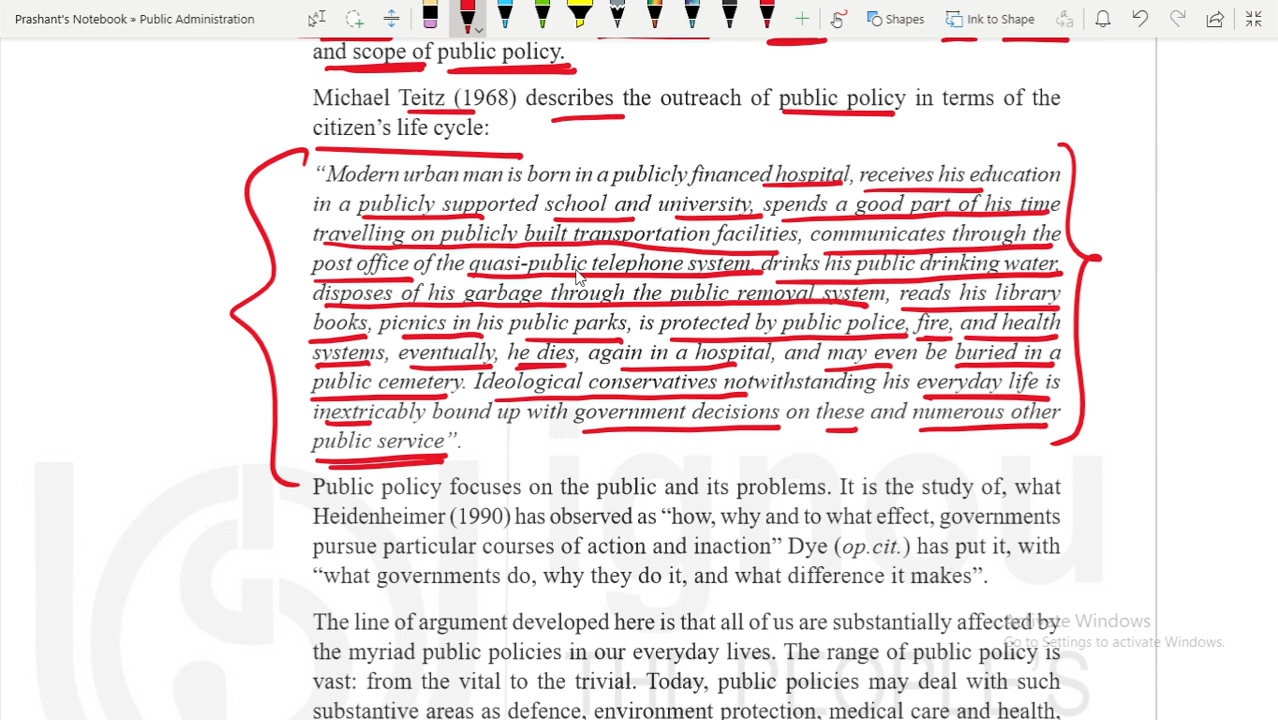 Prashant's Notebook » Public Administration
Shapes
Ink to Shape
and scope of public policy.
Michael Teitz (1968) describes the outreach of public policy in terms of the
citizen's life cycle:
“Modern urban man is born in a publicly financed hospital, receives his education
in a publicly supported school and university, spends a good part of his time
travelling on publicly built transportation facilities, communicates through the
post office of the quasi-public telephone system, drinks his public drinking water,
disposes of his garbage through the public removal system, reads his library
books, picnics in his public parks, is protected by public police, fire, and health
systems, eventually, he dies, again in a hospital, and may even be buried in a
public cemetery. Ideological conservatives notwithstanding his everyday life is
inextricably bound up with government decisions on these and numerous other
public service”.
Public policy focuses on the public and its problems. It is the study of, what
Heidenheimer (1990) has observed as “how, why and to what effect, governments
pursue particular courses of action and inaction” Dye (op.cit.) has put it, with
“what governments do, why they do it, and what difference it makes”.
The line of argument developed here is that all of us are substantially affected by
the myriad public policies in our everyday lives. The range of public policy is
vast: from the vital to the trivial. Today, public policies may deal with such
substantive areas as defence, environment protection, medical care and health,
ignou
THE PEOPLE'S
Activate Windows
Go to Settings to activate Windows.